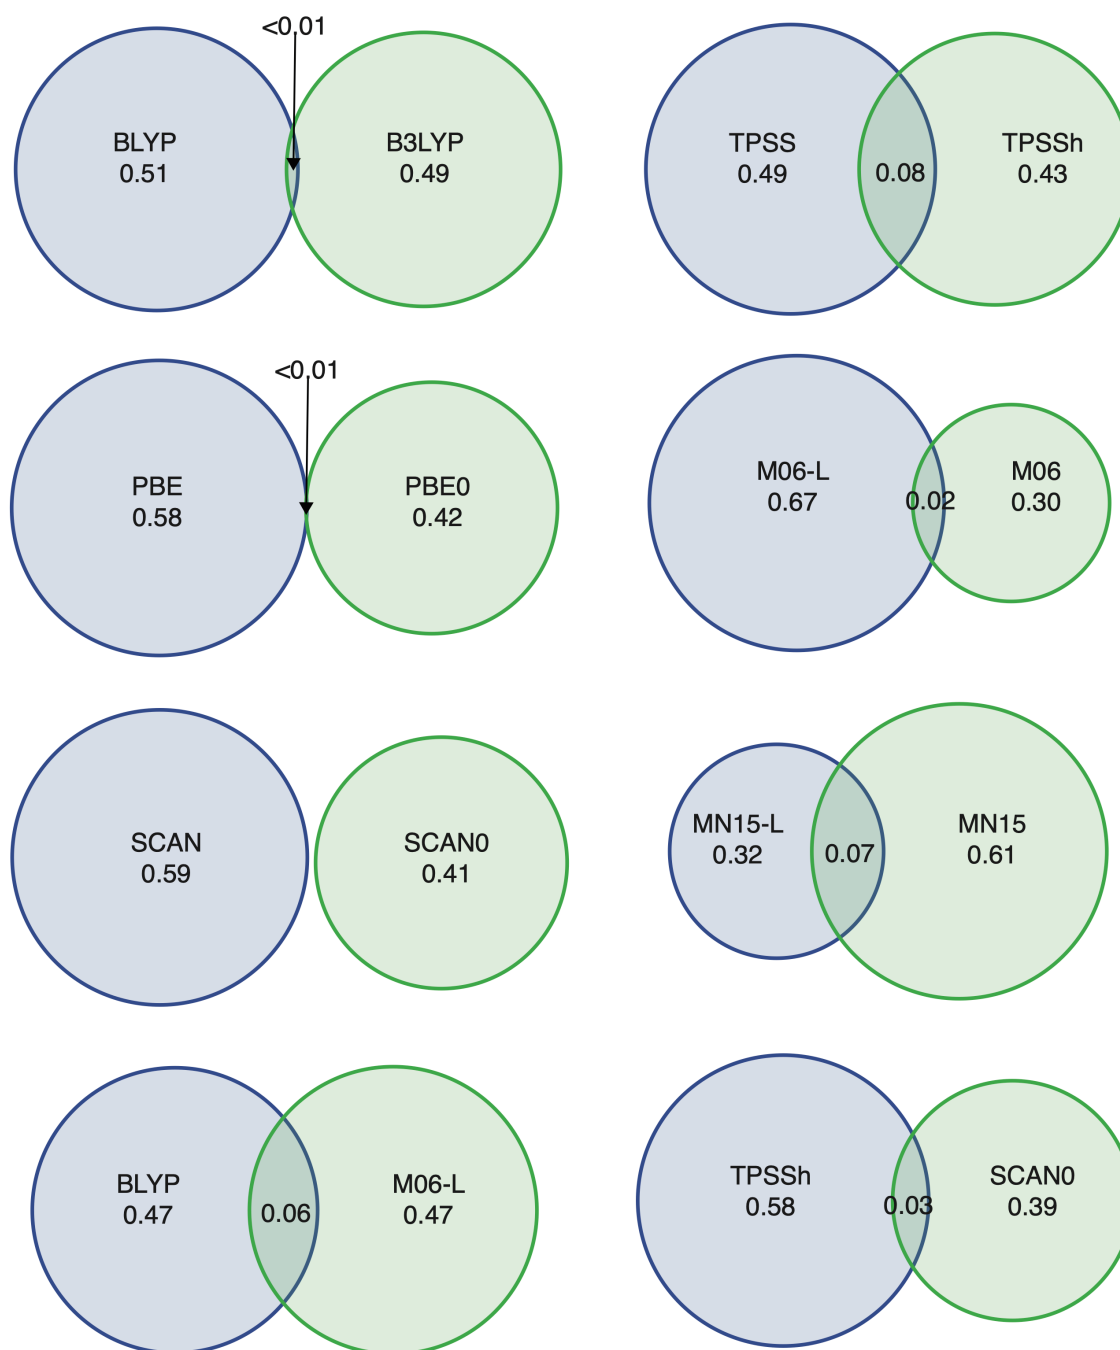 <0.01
BLYP
0.51
B3LYP
0.49
TPSS
0.49
0.08
TPSSh
0.43
<0.01
PBE
0.58
PBE0
0.42
M06-L
0.67
0.02
M06
0.30
SCAN
0.59
SCAN0
0.41
MN15-L
0.32
0.07
MN15
0.61
BLYP
0.47
0.06
M06-L
0.47
TPSSh
0.58
0.03
SCAN0
0.39